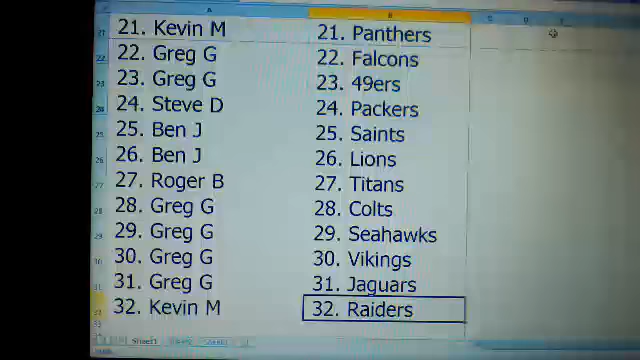 21. Kevin M 21. Panthers
22. Greg G 22. Falcons
23. Greg G 23. 49ers
24. Steve D 24. Packers
25. Ben J 25. Saints
26. Ben J 26. Lions
27. Roger B 27. Titans
28. Greg G 28. Colts
29. Greg G 29. Seahawks
30. Greg G 30. Vikings
31. Greg G 31. Jaguars
32. Kevin M 32. Raiders
Sheet1